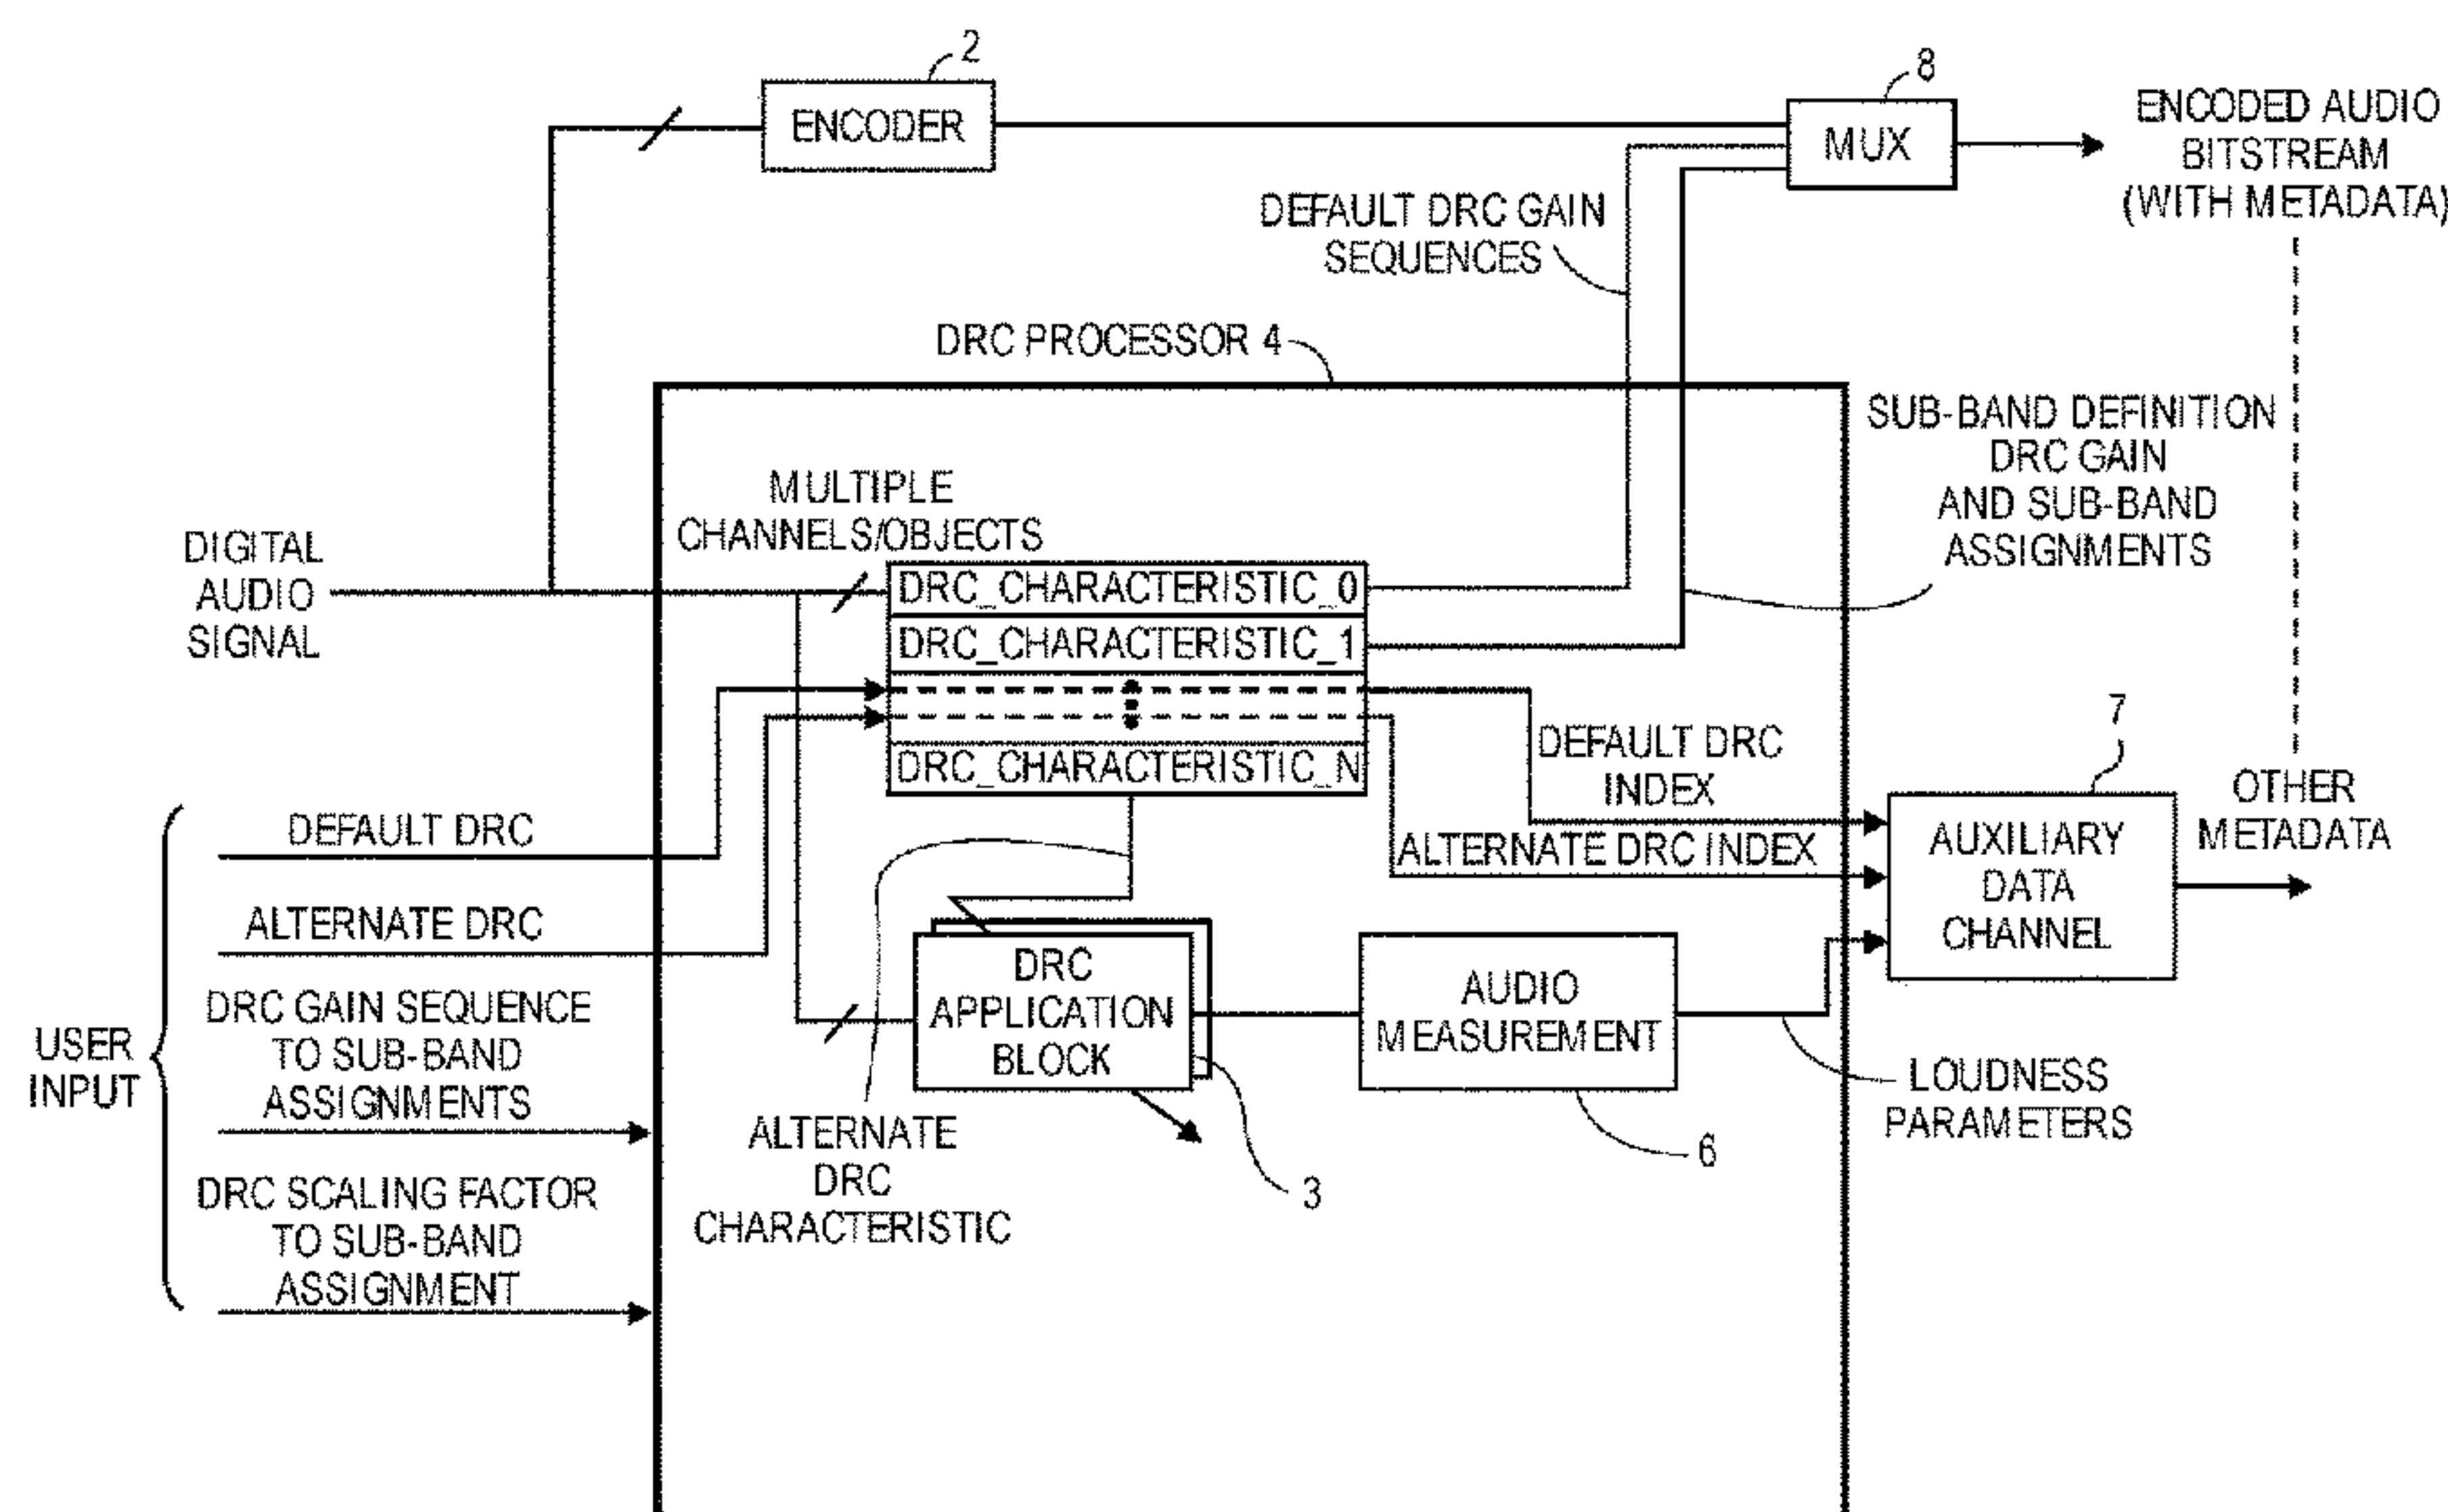 2
ENCODER
8
MUX
ENCODED AUDIO
BITSTREAM
(WITH METADATA)
DEFAULT DRC GAIN
SEQUENCES
DRC PROCESSOR 4
SUB-BAND DEFINITION
DRC GAIN
AND SUB-BAND
ASSIGNMENTS
MULTIPLE
CHANNELS/OBJECTS
DIGITAL
AUDIO
SIGNAL
DRC_CHARACTERISTIC_0
DRC_CHARACTERISTIC_1
DRC_CHARACTERISTIC_N
DEFAULT DRC
INDEX
ALTERNATE DRC INDEX
7
AUXILIARY
DATA
CHANNEL
OTHER
METADATA
USER
INPUT
DEFAULT DRC
ALTERNATE DRC
DRC GAIN SEQUENCE
TO SUB-BAND
ASSIGNMENTS
DRC SCALING FACTOR
TO SUB-BAND
ASSIGNMENT
DRC
APPLICATION
BLOCK
3
ALTERNATE
DRC
CHARACTERISTIC
AUDIO
MEASUREMENT
6
LOUDNESS
PARAMETERS